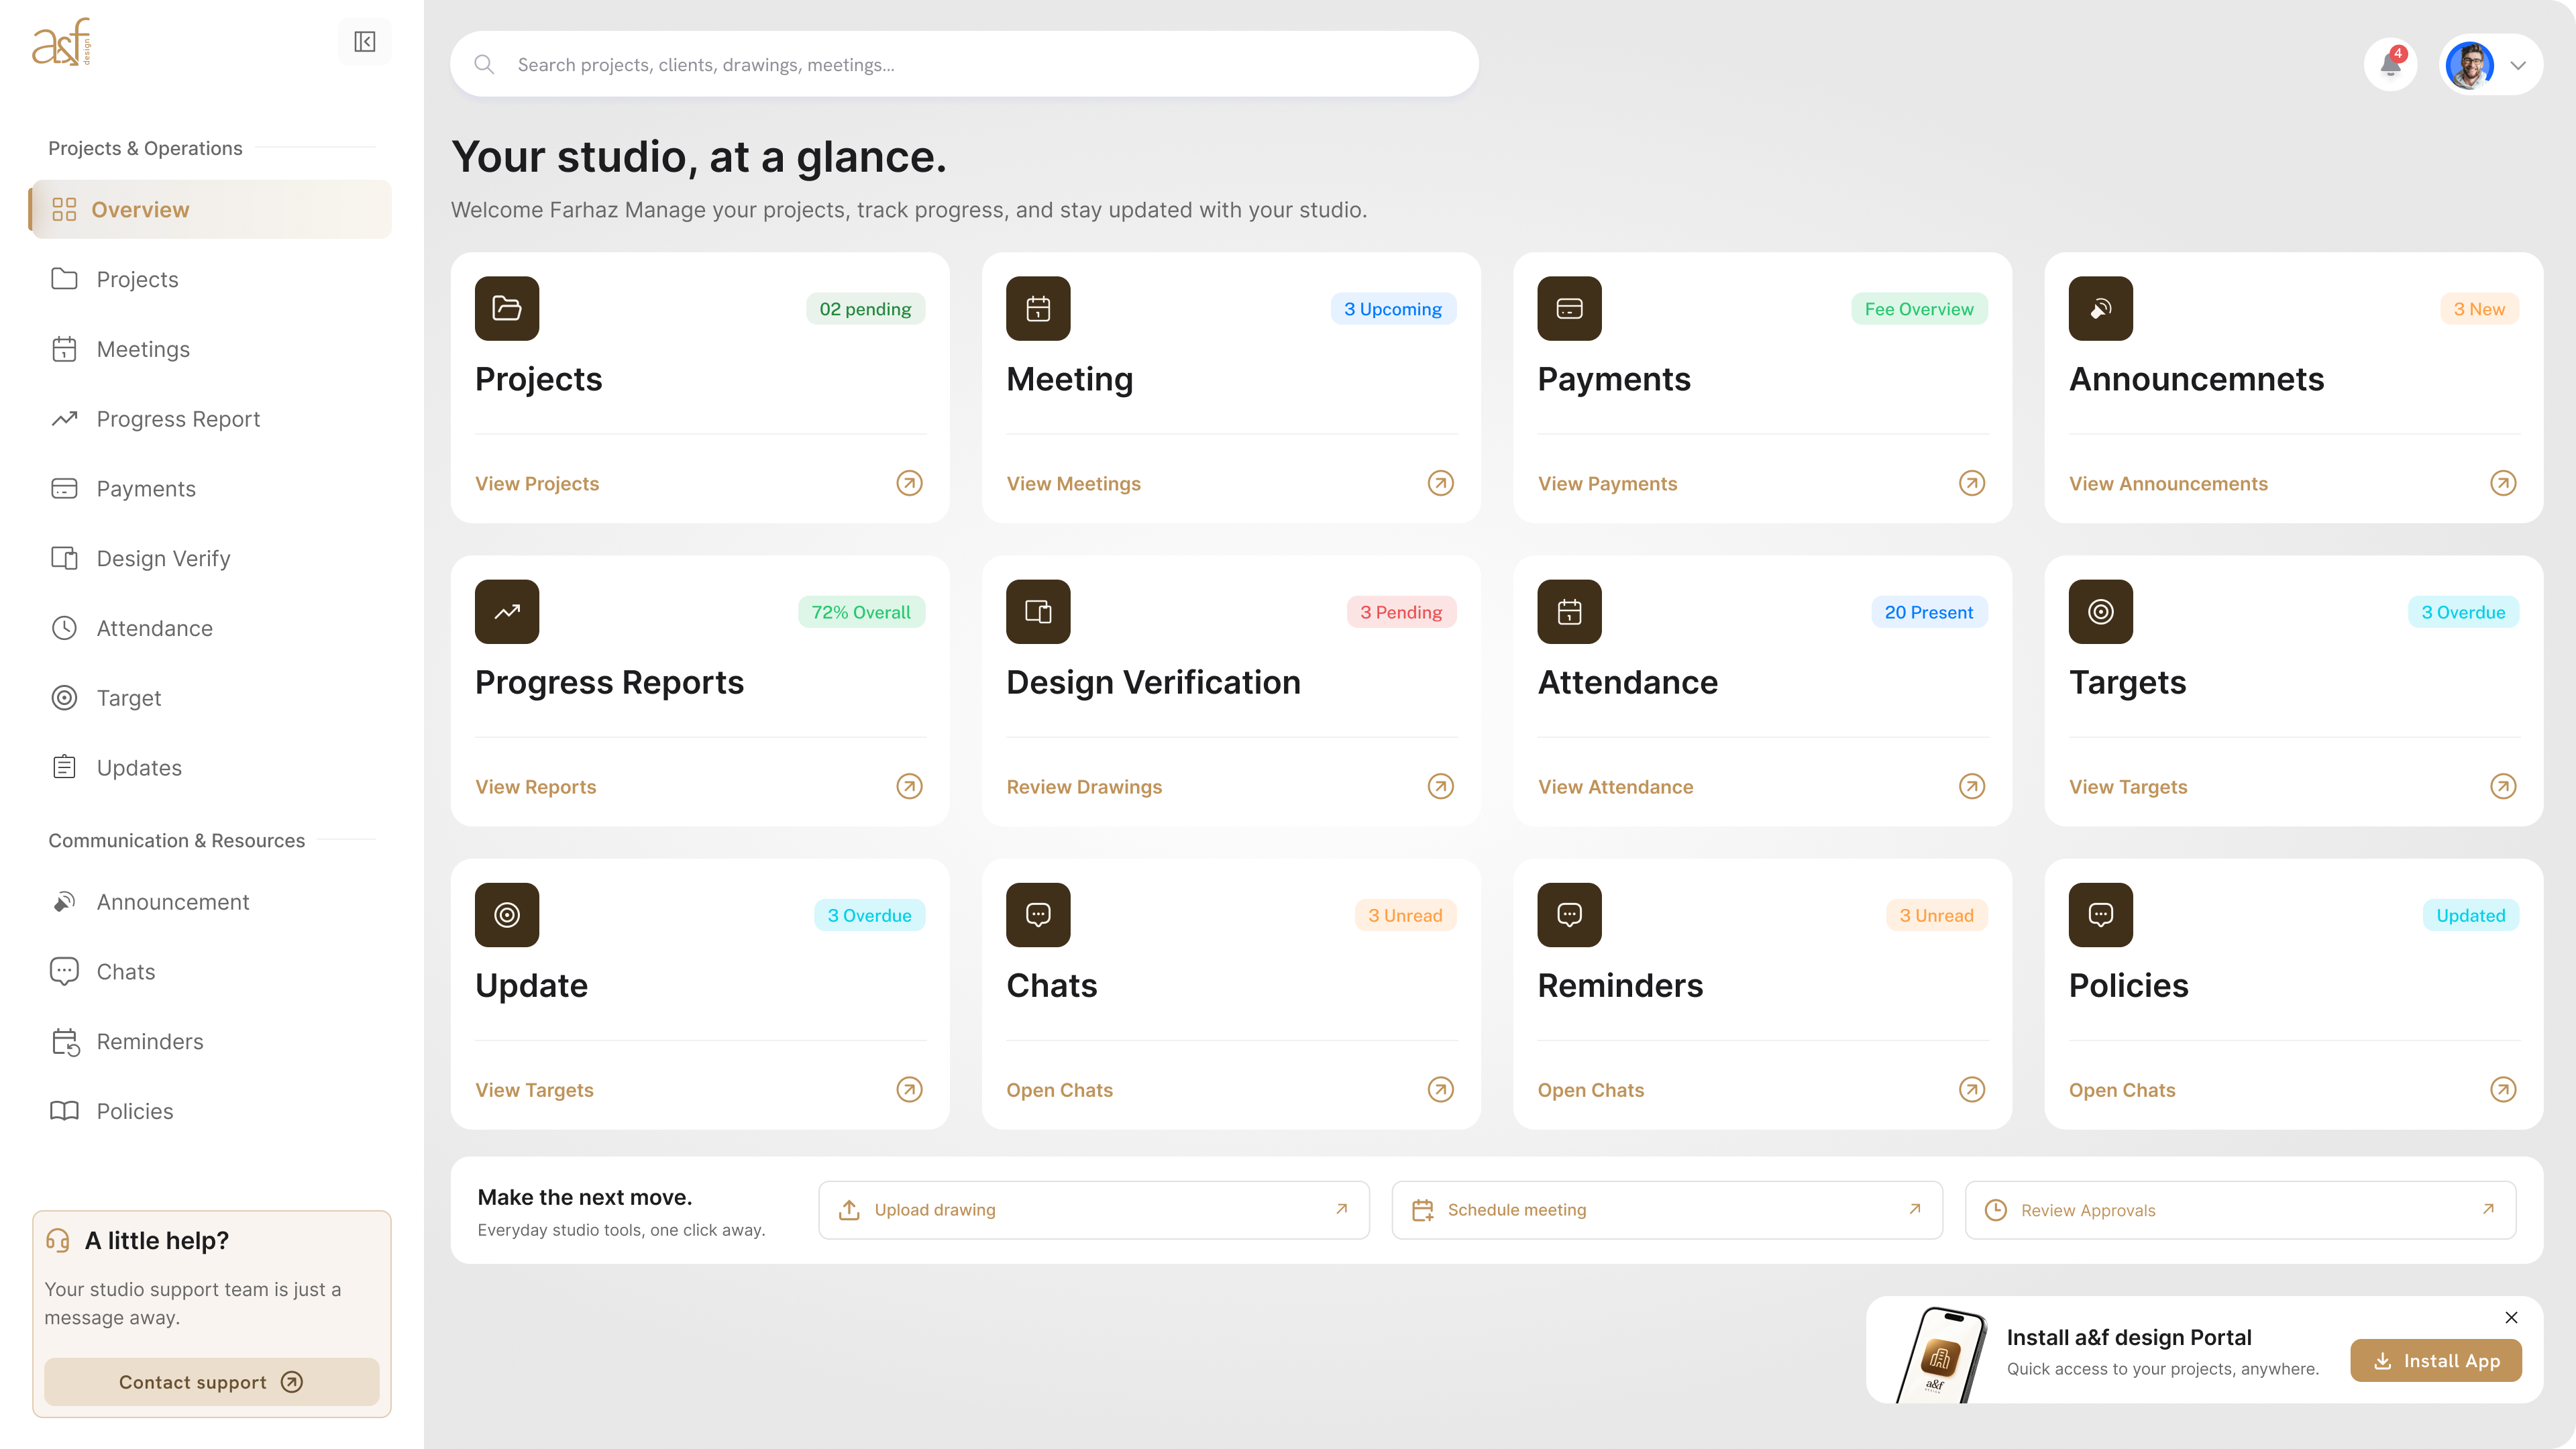 a&f design
Projects & Operations
Overview
Projects
Meetings
Progress Report
Payments
Design Verify
Attendance
Target
Updates
Communication & Resources
Announcement
Chats
Reminders
Policies
A little help?
Your studio support team is just a
message away.
Contact support
Search projects, clients, drawings, meetings...
4
Your studio, at a glance.
Welcome Farhaz Manage your projects, track progress, and stay updated with your studio.
02 pending
Projects
View Projects
3 Upcoming
Meeting
View Meetings
Fee Overview
Payments
View Payments
3 New
Announcemnets
View Announcements
72% Overall
Progress Reports
View Reports
3 Pending
Design Verification
Review Drawings
20 Present
Attendance
View Attendance
3 Overdue
Targets
View Targets
3 Overdue
Update
View Targets
3 Unread
Chats
Open Chats
3 Unread
Reminders
Open Chats
Updated
Policies
Open Chats
Make the next move.
Everyday studio tools, one click away.
Upload drawing
Schedule meeting
Review Approvals
a&f
DESIGN
Install a&f design Portal
Quick access to your projects, anywhere.
Install App